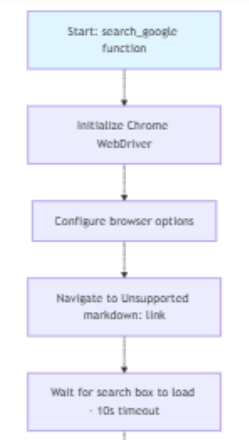 Start: search_google
function
Initialize Chrome
WebDriver
Configure browser options
Navigate to Unsupported
markdown: link
Wait for search box to load
- 10s timeout